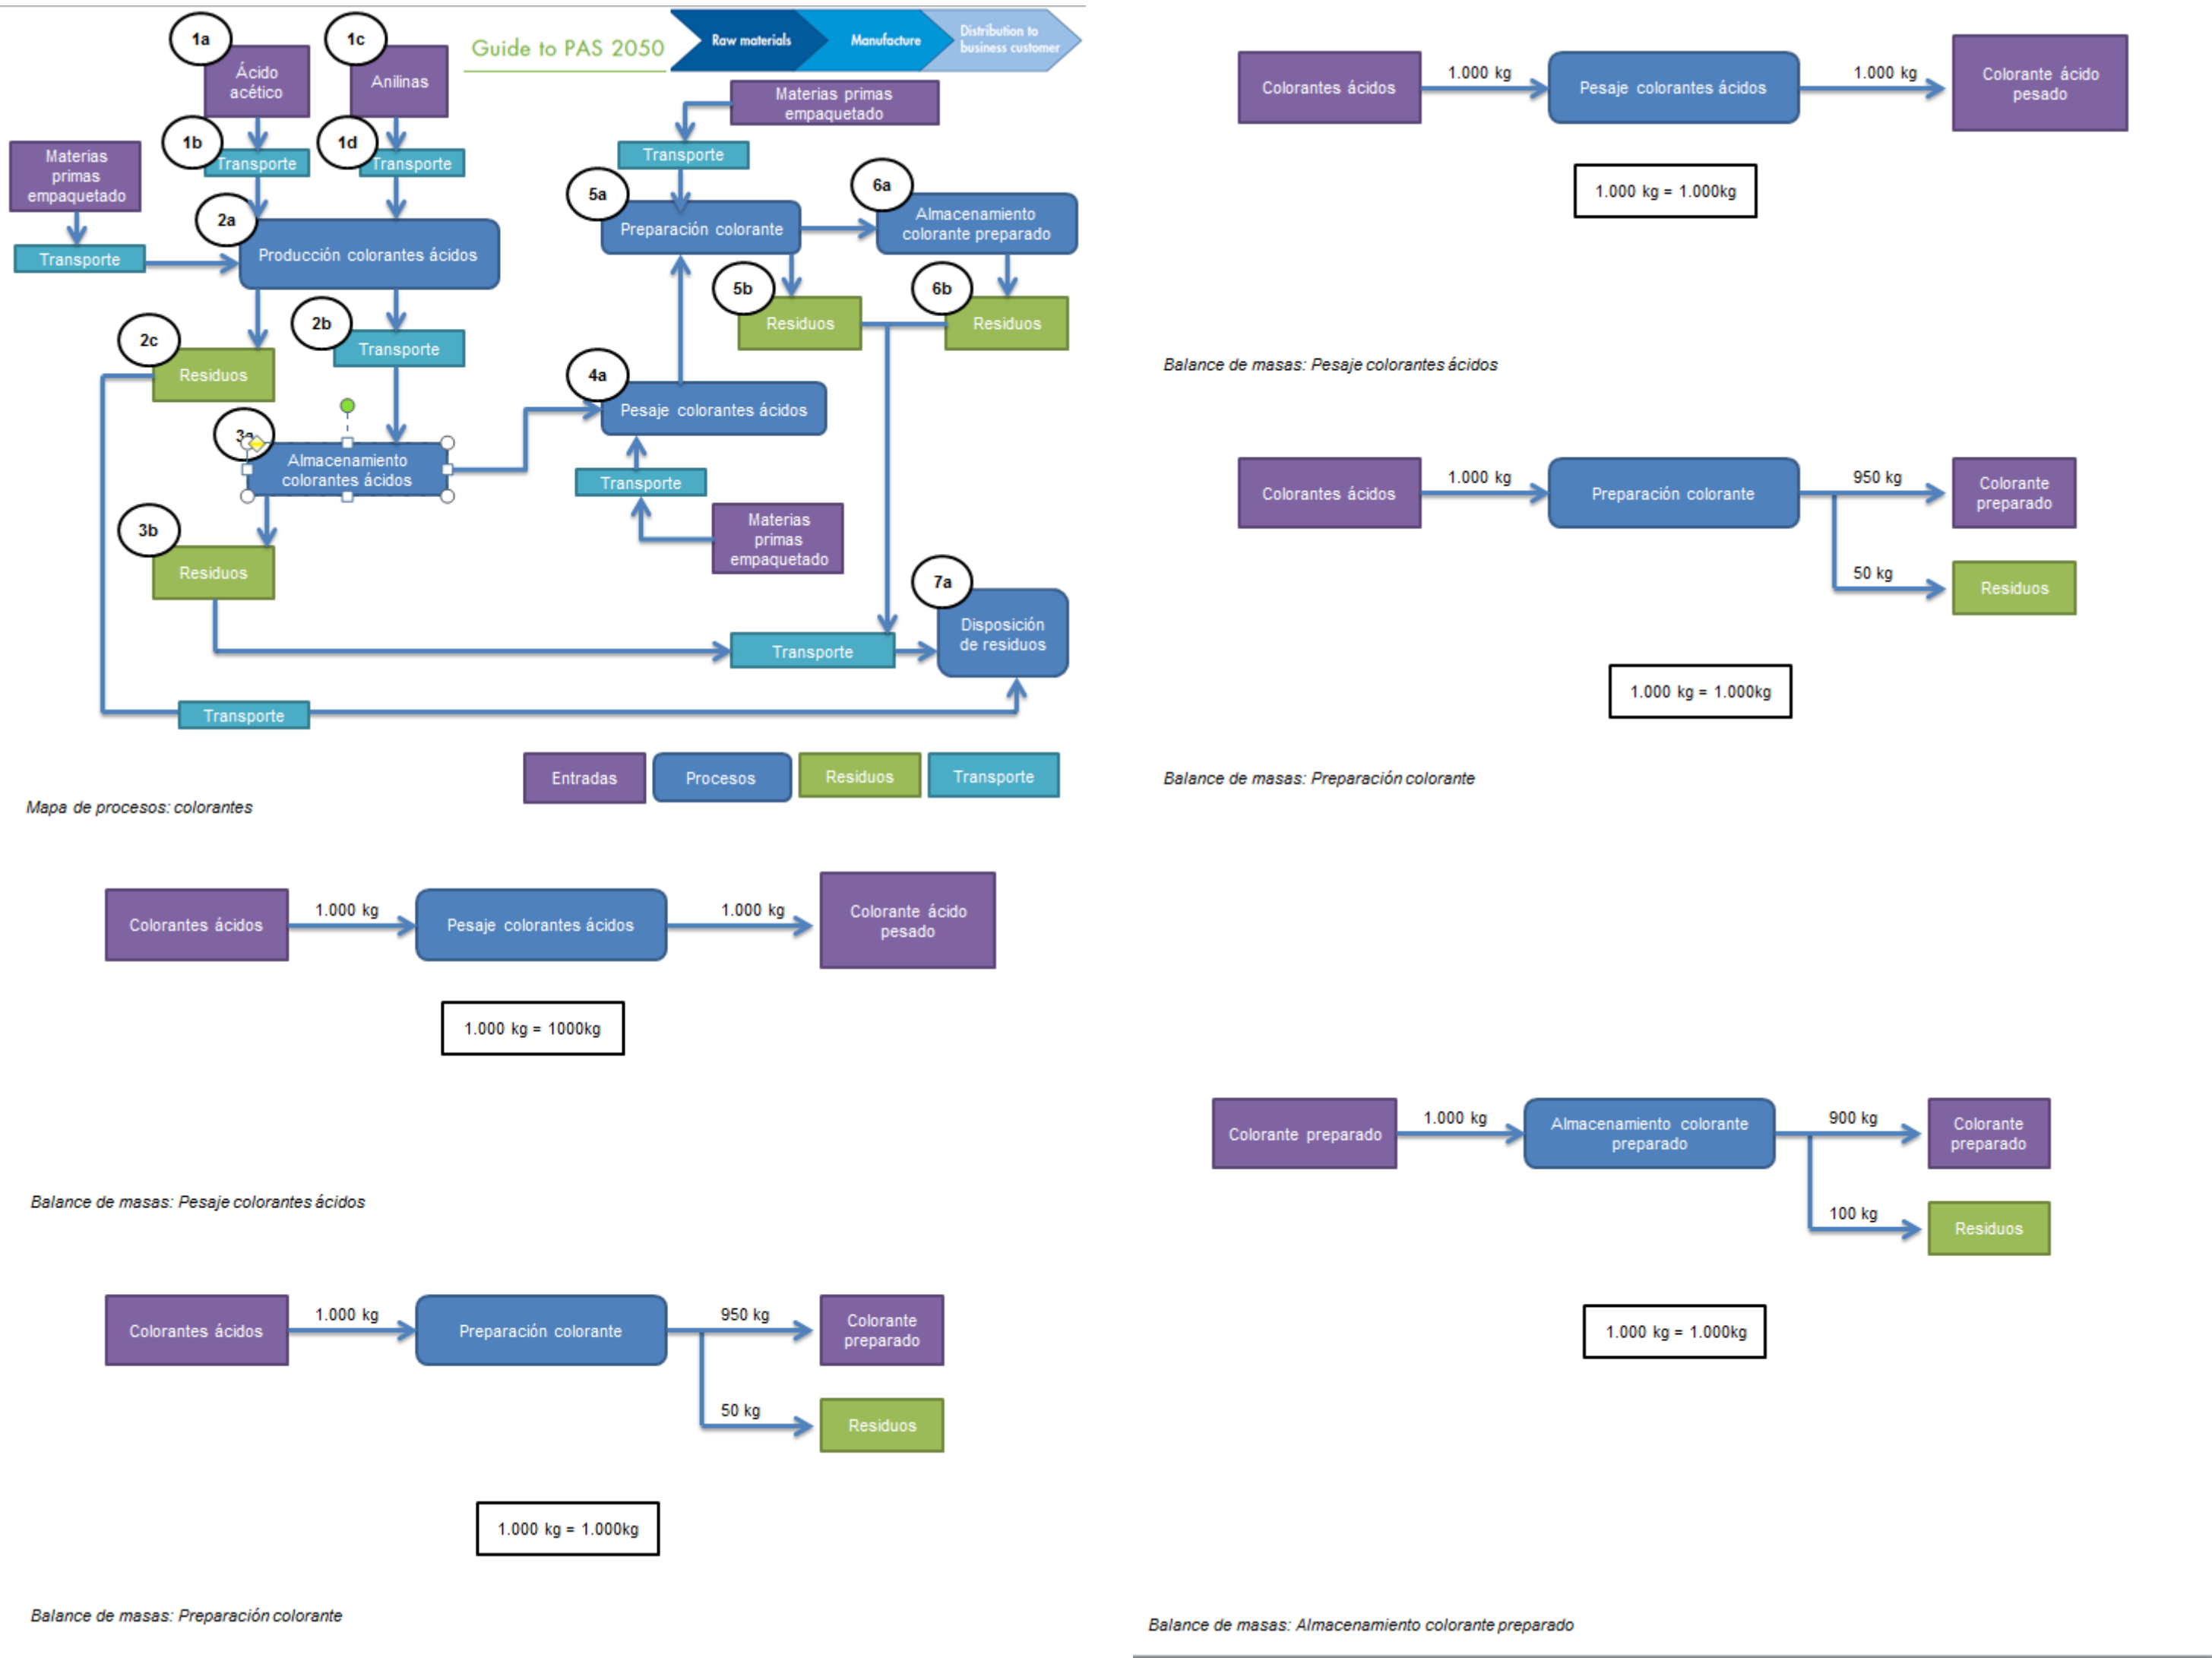 1a
1c
Guide to PAS 2050
Raw materials
Manufacture
Distribution to
business customer
Ácido
acético
Anilinas
1b
Transporte
1d
Transporte
Materias
primas
empaquetado
Transporte
2a
Producción colorantes ácidos
2c
Residuos
2b
Transporte
3a
Almacenamiento
colorantes ácidos
3b
Residuos
Materias primas
empaquetado
Transporte
5a
Preparación colorante
6a
Almacenamiento
colorante preparado
5b
Residuos
6b
Residuos
4a
Pesaje colorantes ácidos
Transporte
Materias
primas
empaquetado
7a
Disposición
de residuos
Transporte
Transporte
Entradas
Procesos
Residuos
Transporte
Mapa de procesos: colorantes
Colorantes ácidos
1.000 kg
Pesaje colorantes ácidos
1.000 kg
Colorante ácido
pesado
1.000 kg = 1000kg
Balance de masas: Pesaje colorantes ácidos
Colorantes ácidos
1.000 kg
Preparación colorante
950 kg
Colorante
preparado
50 kg
Residuos
1.000 kg = 1.000kg
Balance de masas: Preparación colorante
Colorantes ácidos
1.000 kg
Pesaje colorantes ácidos
1.000 kg
Colorante ácido
pesado
1.000 kg = 1.000kg
Balance de masas: Pesaje colorantes ácidos
Colorantes ácidos
1.000 kg
Preparación colorante
950 kg
Colorante
preparado
50 kg
Residuos
1.000 kg = 1.000kg
Balance de masas: Preparación colorante
Colorante preparado
1.000 kg
Almacenamiento colorante
preparado
900 kg
Colorante
preparado
100 kg
Residuos
1.000 kg = 1.000kg
Balance de masas: Almacenamiento colorante preparado